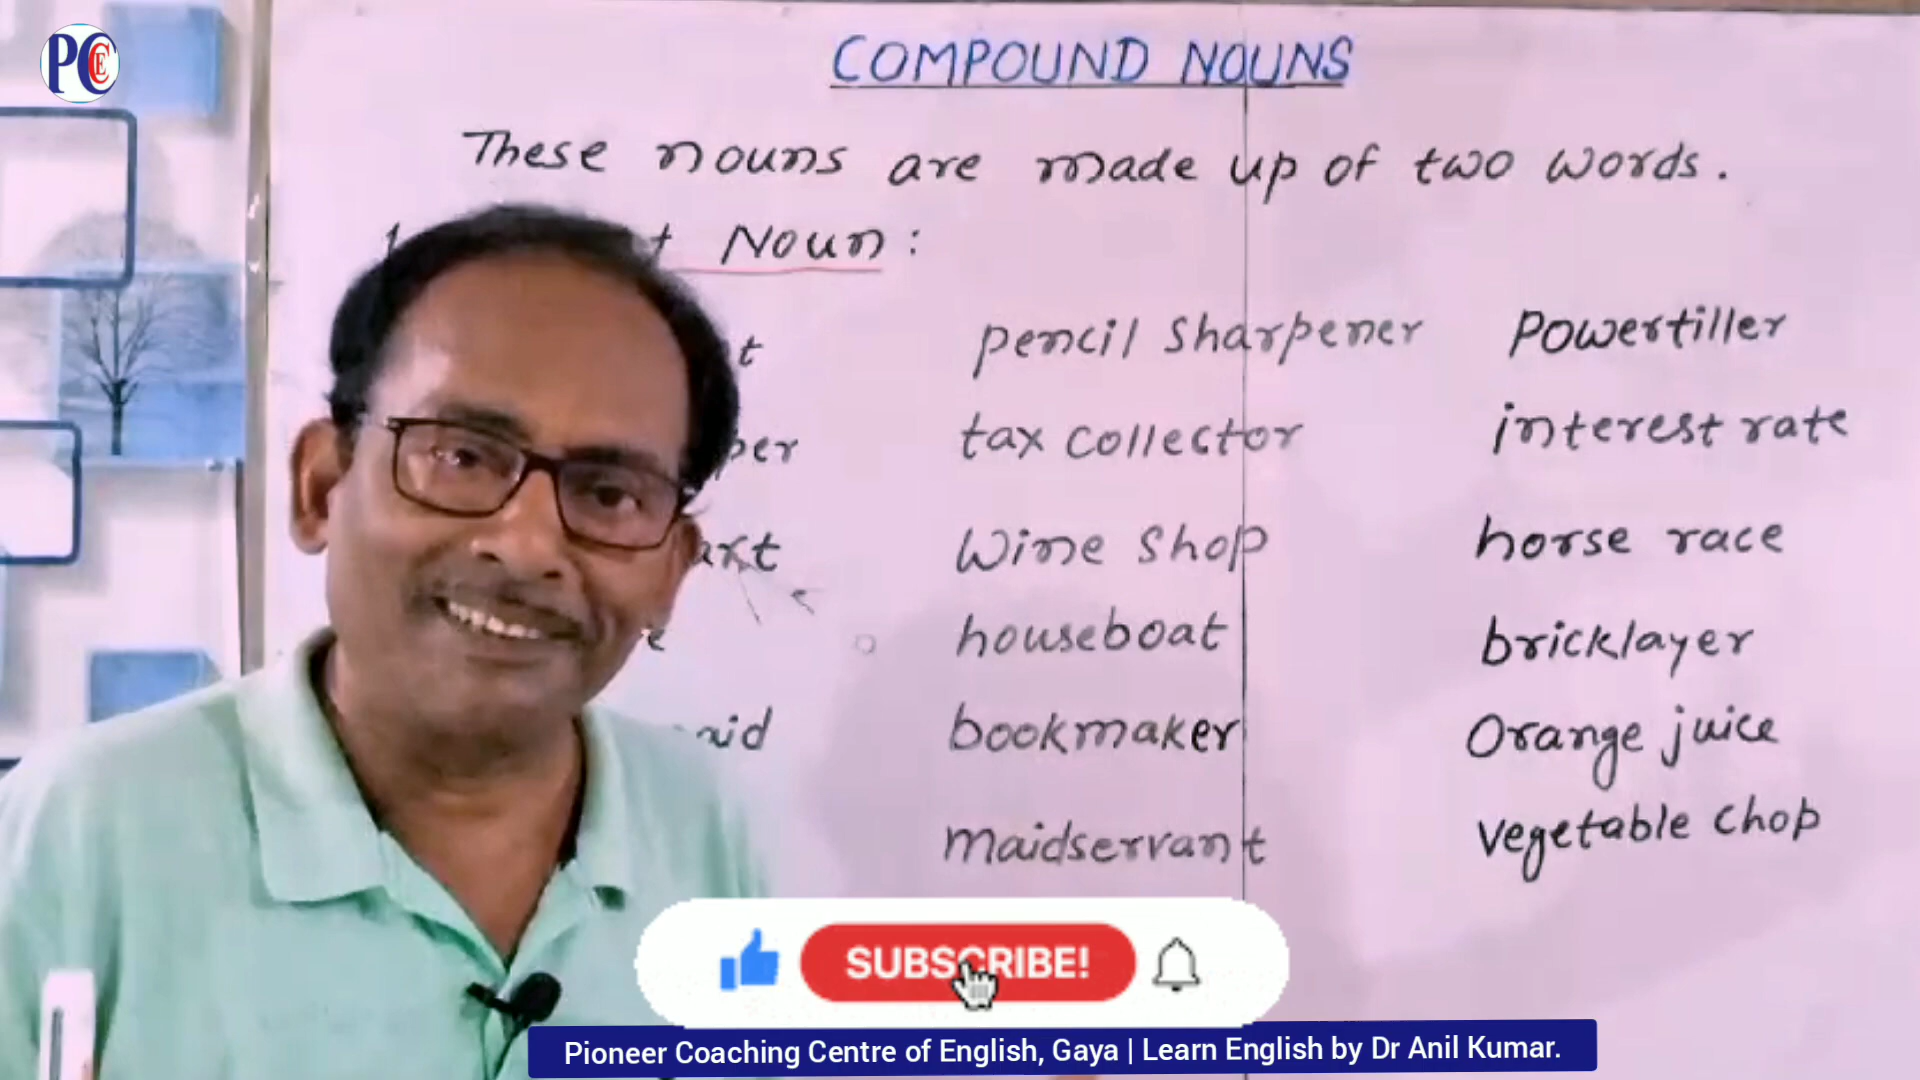 PCCE
COMPOUND NOUNS
These nouns are made up of two words.
Noun :
pencil sharpener Powertiller
tax collector interest rate
Wine shop horse race
houseboat bricklayer
bookmaker Orange juice
maidservant vegetable chop
SUBSCRIBE!
Pioneer Coaching Centre of English, Gaya | Learn English by Dr Anil Kumar.